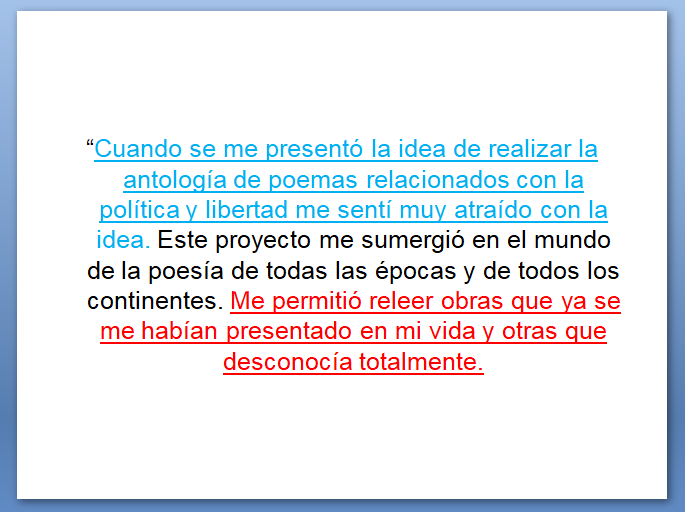 “Cuando se me presentó la idea de realizar la
antología de poemas relacionados con la
política y libertad me sentí muy atraído con la
idea. Este proyecto me sumergió en el mundo
de la poesía de todas las épocas y de todos los
continentes. Me permitió releer obras que ya se
me habían presentado en mi vida y otras que
desconocía totalmente.